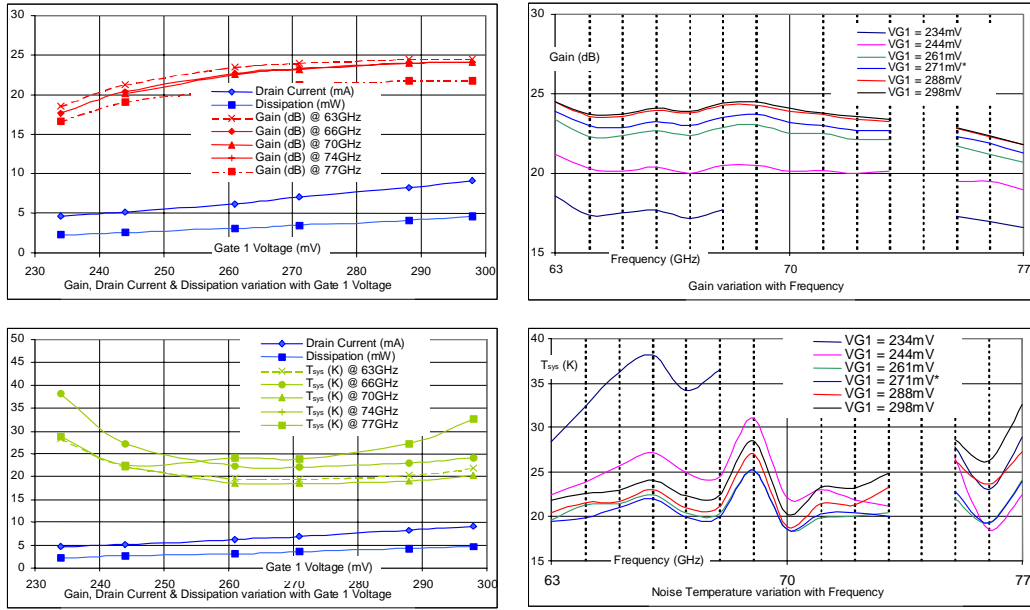 30
25
20
15
10
5
0
Drain Current (mA)
Dissipation (mW)
Gain (dB) @ 63GHz
Gain (dB) @ 66GHz
Gain (dB) @ 70GHz
Gain (dB) @ 74GHz
Gain (dB) @ 77GHz
Gate 1 Voltage (mV)
230 240 250 260 270 280 290 300
Gain, Drain Current & Dissipation variation with Gate 1 Voltage
30
25
20
15
Gain (dB)
VG1 = 234mV
VG1 = 244mV
VG1 = 261mV
VG1 = 271mV*
VG1 = 288mV
VG1 = 298mV
Frequency (GHz)
63 70 77
Gain variation with Frequency
50
45
40
35
30
25
20
15
10
5
0
Drain Current (mA)
Dissipation (mW)
Tsys (K) @ 63GHz
Tsys (K) @ 66GHz
Tsys (K) @ 70GHz
Tsys (K) @ 74GHz
Tsys (K) @ 77GHz
Gate 1 Voltage (mV)
230 240 250 260 270 280 290 300
Gain, Drain Current & Dissipation variation with Gate 1 Voltage
40
35
30
25
20
15
Tsys (K)
VG1 = 234mV
VG1 = 244mV
VG1 = 261mV
VG1 = 271mV*
VG1 = 288mV
VG1 = 298mV
Frequency (GHz)
63 70 77
Noise Temperature variation with Frequency